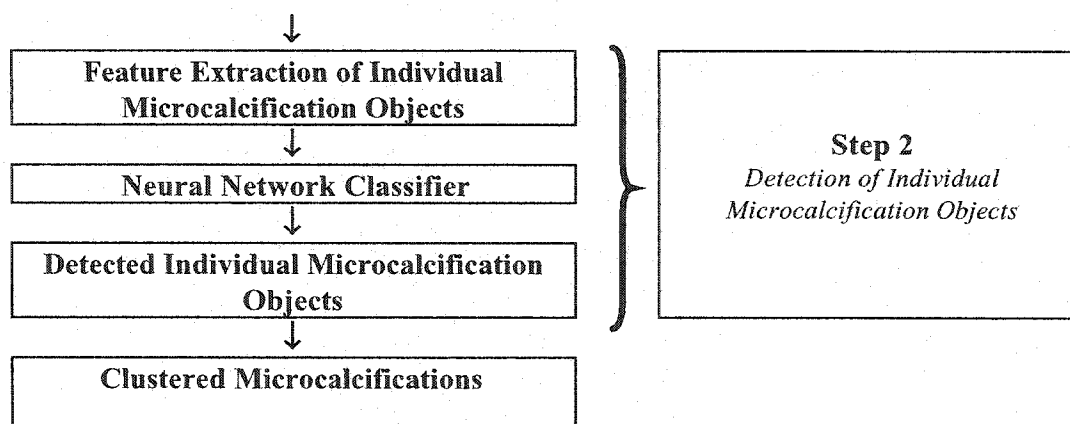 Feature Extraction of Individual
Microcalcification Objects
Neural Network Classifier
Detected Individual Microcalcification
Objects
Clustered Microcalcifications
Step 2
Detection of Individual
Microcalcification Objects